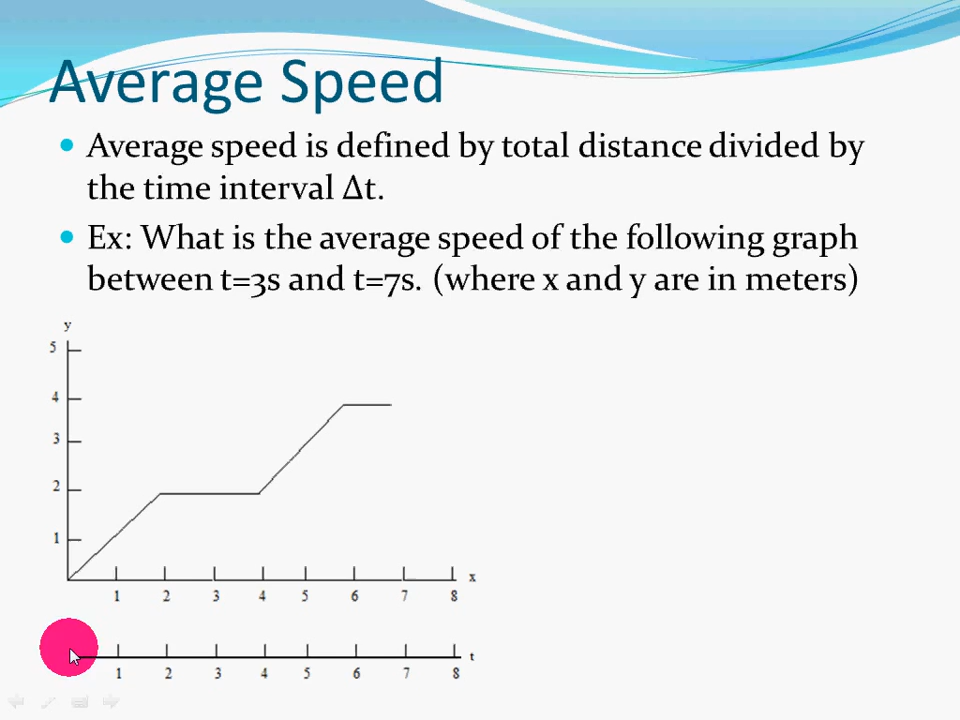 Average Speed
Average speed is defined by total distance divided by
the time interval Δt.
Ex: What is the average speed of the following graph
between t=3s and t=7s. (where x and y are in meters)
y
5
4
3
2
1
x
1 2 3 4 5 6 7 8
t
1 2 3 4 5 6 7 8